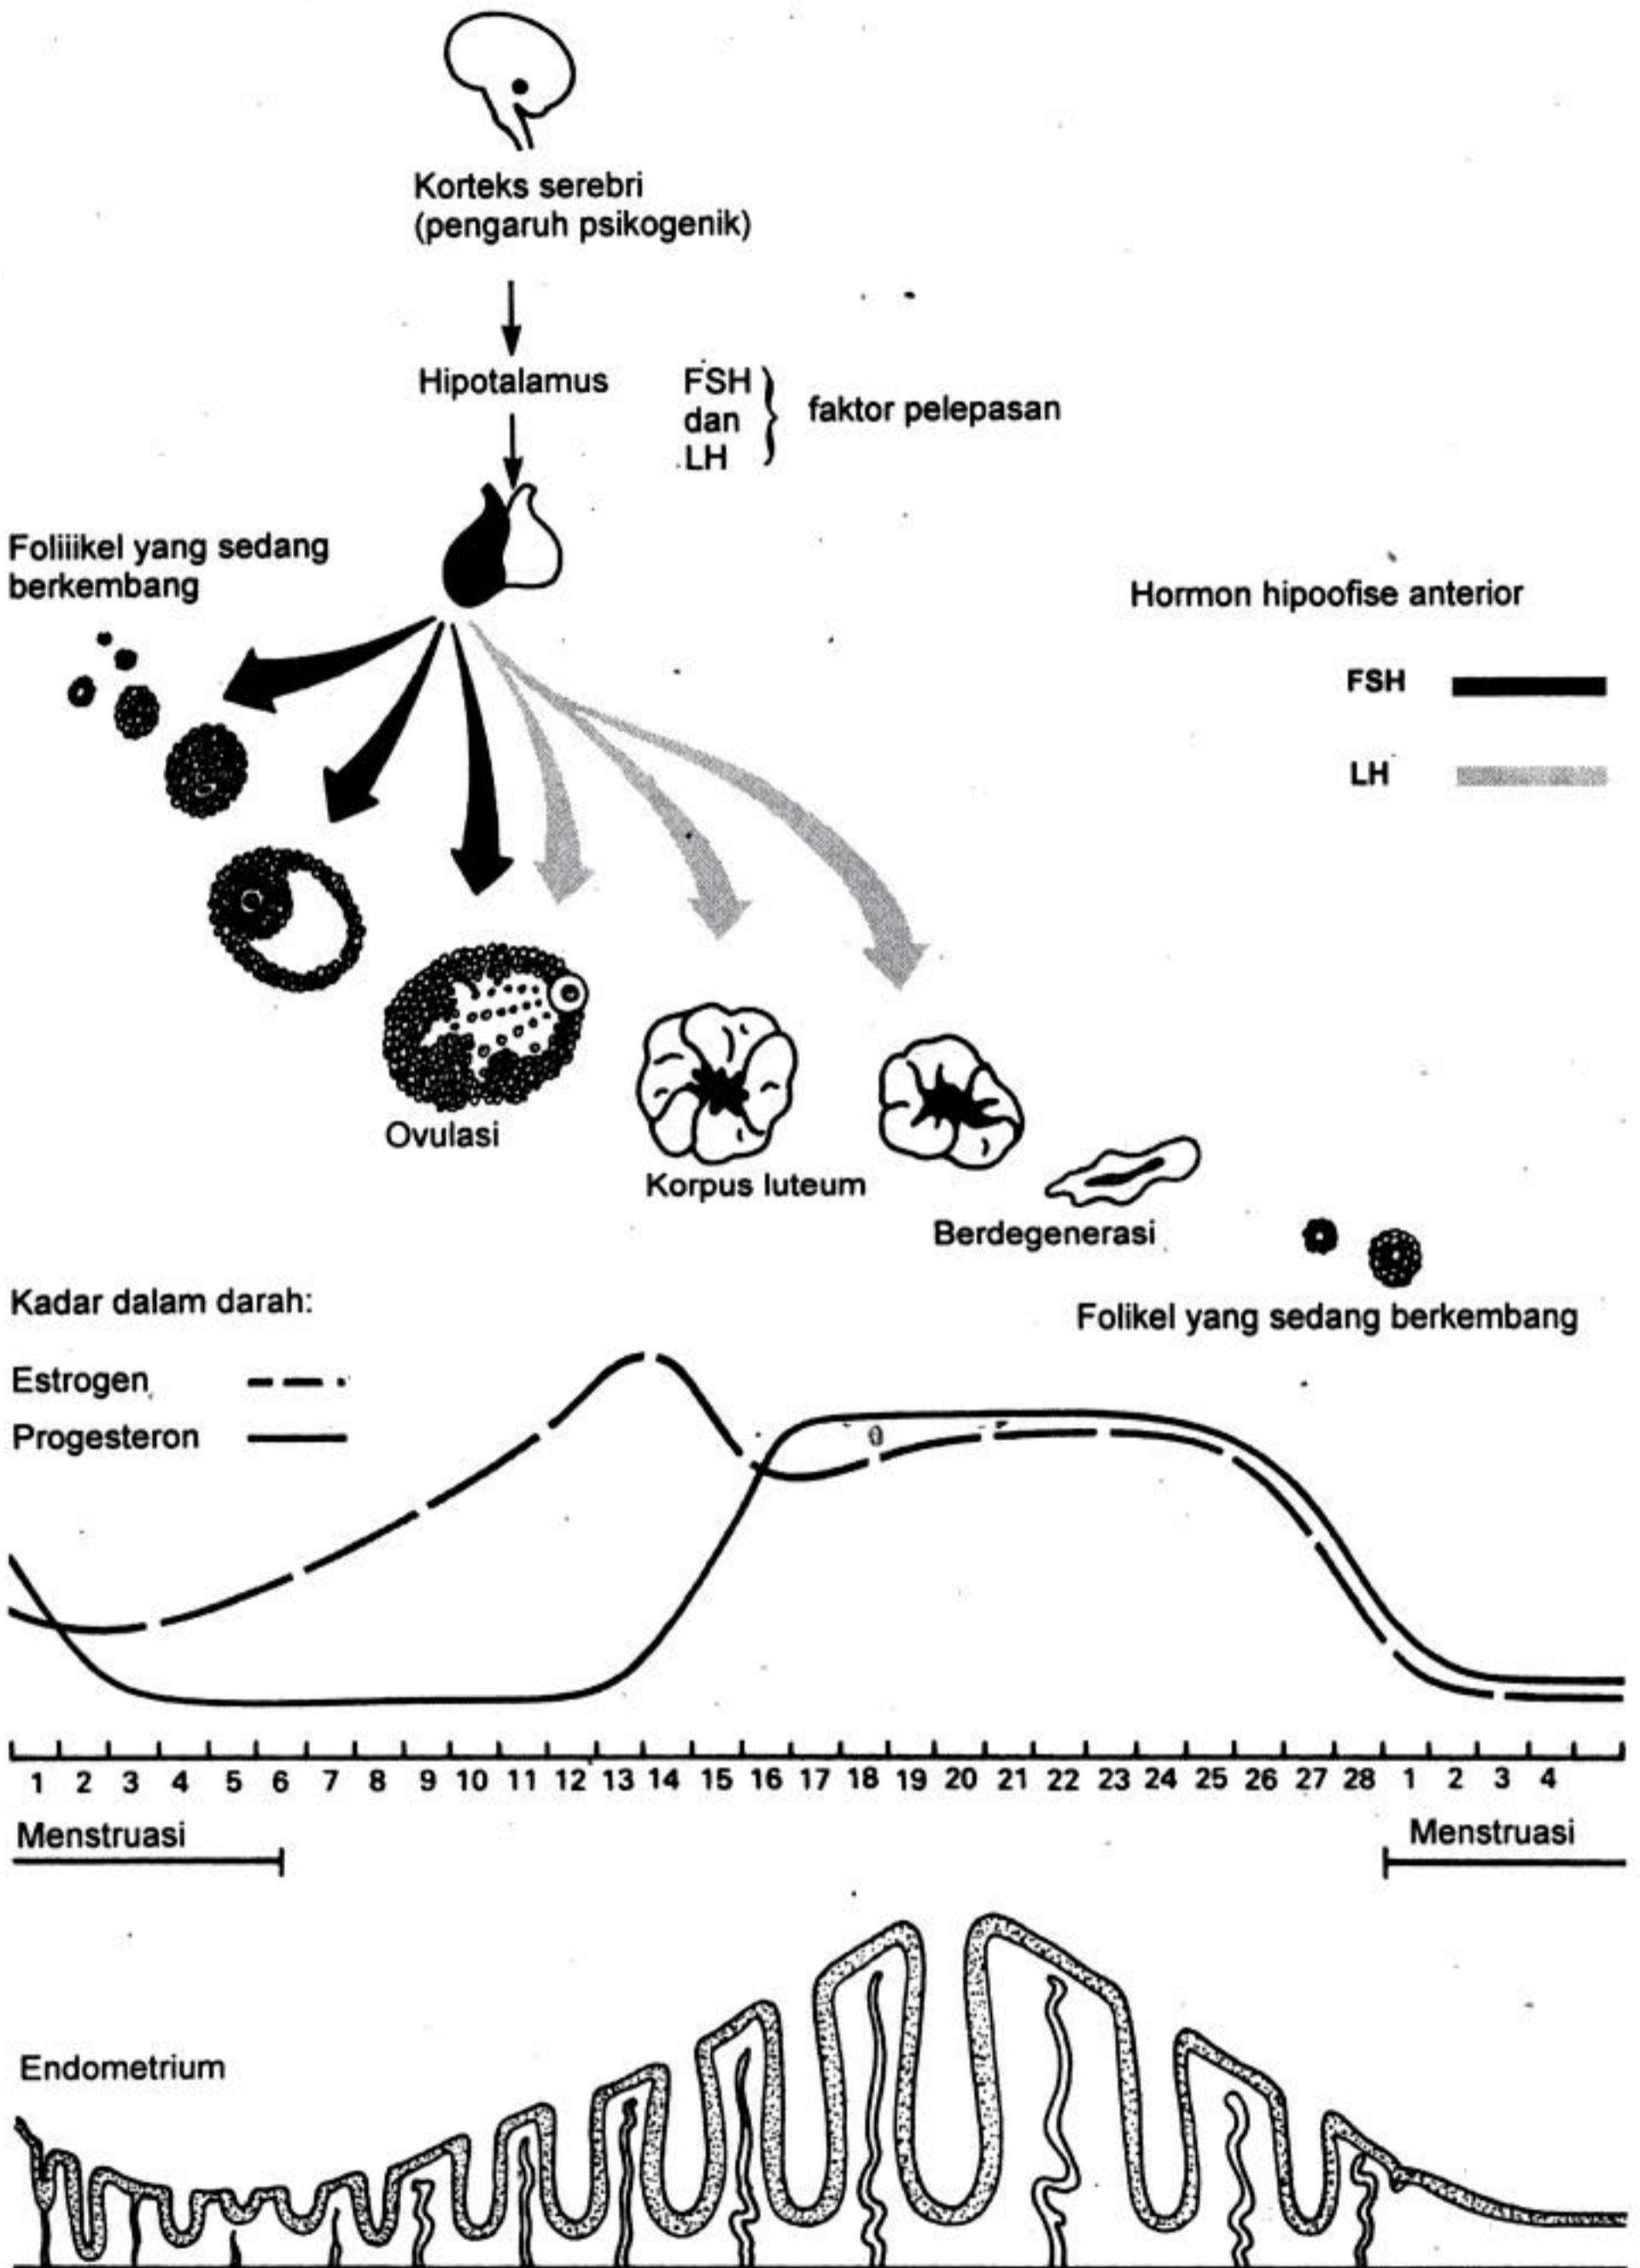 Korteks serebri
(pengaruh psikogenik)
Hipotalamus
FSH
dan
LH
faktor pelepasan
Foliiikel yang sedang
berkembang
Hormon hipoofise anterior
FSH
LH
Ovulasi
Korpus luteum
Berdegenerasi
Folikel yang sedang berkembang
Kadar dalam darah:
Estrogen
Progesteron
1 2 3 4 5 6 7 8 9 10 11 12 13 14 15 16 17 18 19 20 21 22 23 24 25 26 27 28 1 2 3 4
Menstruasi
Menstruasi
Endometrium